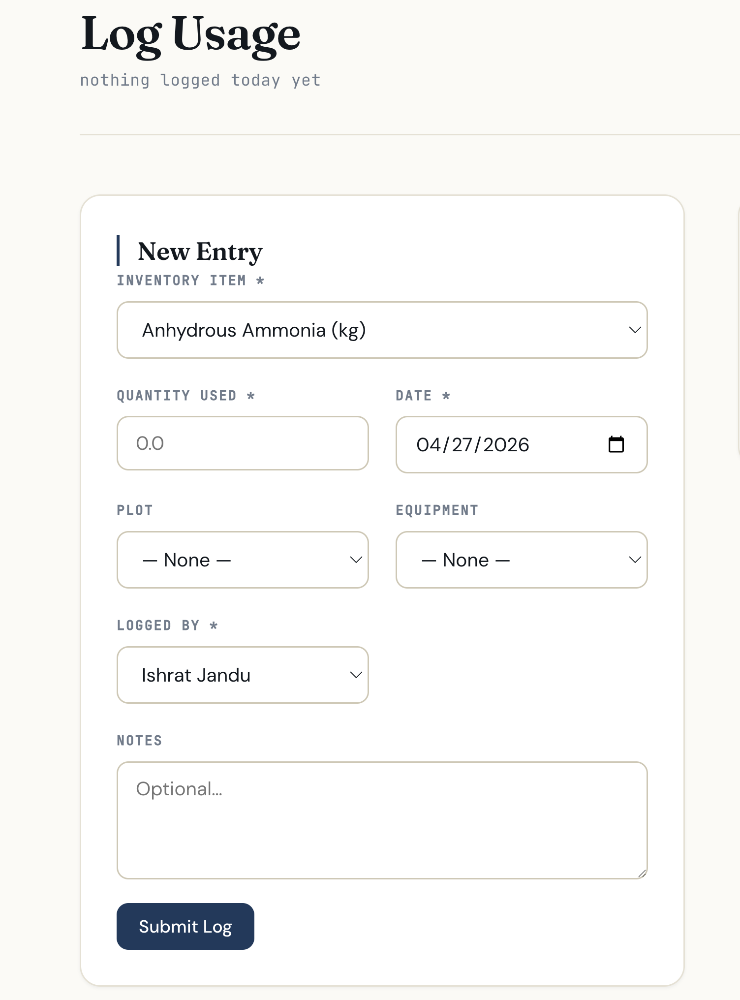 Log Usage
nothing logged today yet
New Entry
INVENTORY ITEM *
Anhydrous Ammonia (kg)
QUANTITY USED * DATE *
0.0 04/27/2026
PLOT EQUIPMENT
— None — — None —
LOGGED BY *
Ishrat Jandu
NOTES
Optional...
Submit Log